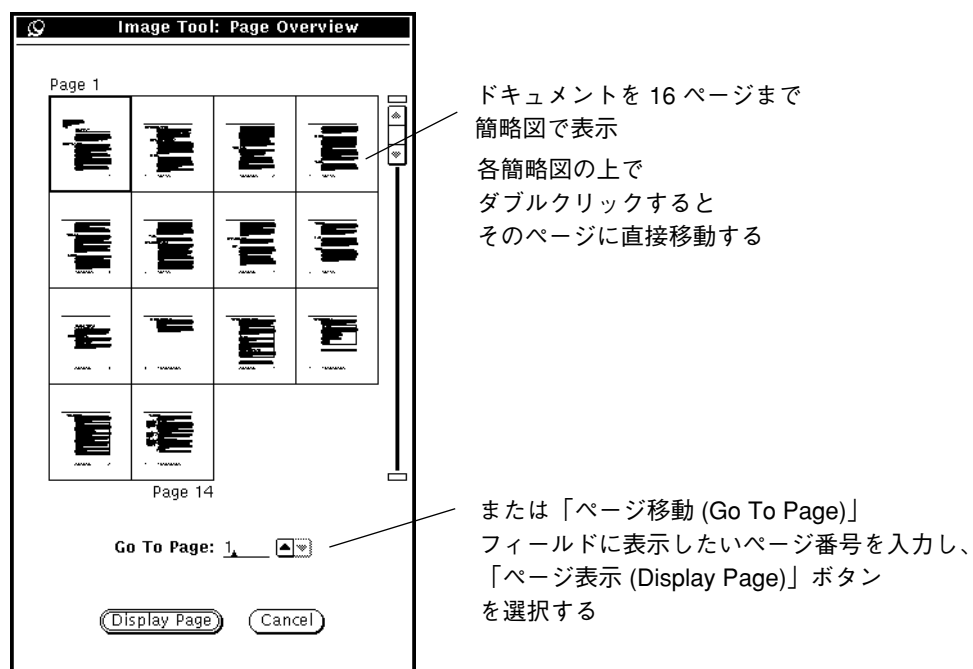 Image Tool: Page Overview
Page 1
ドキュメントを 16 ページまで
簡略図で表示
各簡略図の上で
ダブルクリックすると
そのページに直接移動する
Page 14
または「ページ移動 (Go To Page)」
フィールドに表示したいページ番号を入力し、
「ページ表示 (Display Page)」ボタン
を選択する
Go To Page: 1
Display Page
Cancel